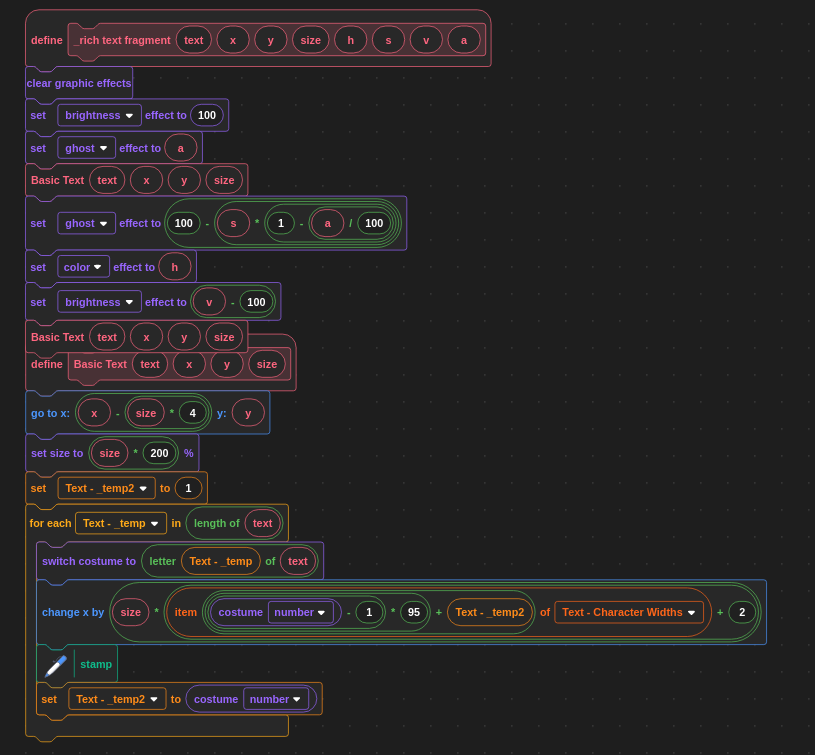 define _rich text fragment text x y size h s v a
clear graphic effects
set brightness effect to 100
set ghost effect to a
Basic Text text x y size
set ghost effect to 100 - s * 1 - a / 100
set color effect to h
set brightness effect to v - 100
Basic Text text x y size
define Basic Text text x y size
go to x: x - size * 4 y: y
set size to size * 200 %
set Text - _temp2 to 1
for each Text - _temp in length of text
switch costume to letter Text - _temp of text
change x by size * item costume number - 1 * 95 + Text - _temp2 of Text - Character Widths + 2
stamp
set Text - _temp2 to costume number